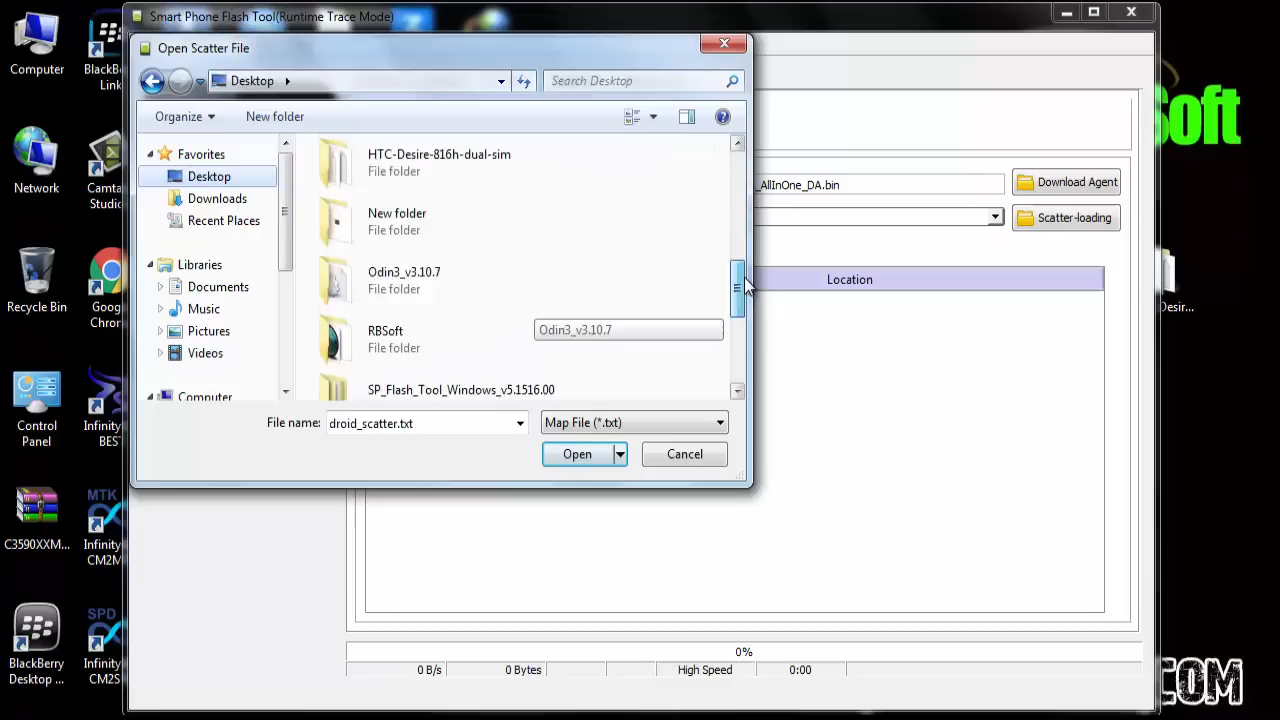 Smart Phone Flash Tool(Runtime Trace Mode)
Open Scatter File
Desktop
Search Desktop
Organize
New folder
Favorites
Desktop
Downloads
Recent Places
Libraries
Documents
Music
Pictures
Videos
Computer
HTC-Desire-816h-dual-sim
File folder
New folder
File folder
Odin3_v3.10.7
File folder
RBSoft
File folder
Odin3_v3.10.7
SP_Flash_Tool_Windows_v5.1516.00
File name:
droid_scatter.txt
Map File (*.txt)
Open
Cancel
_AllInOne_DA.bin
Download Agent
Scatter-loading
Location
0%
0 B/s
0 Bytes
High Speed
0:00
Computer
Network
Recycle Bin
Control
Panel
C3590XXM...
BlackBerry
Desktop ...
BlackBe
Link
Camta
Studio
Goog
Chron
Infinity
BEST
MTK
Infinity
CM2M
SPD
Infinity
CM2S
Soft
Desir...
.COM